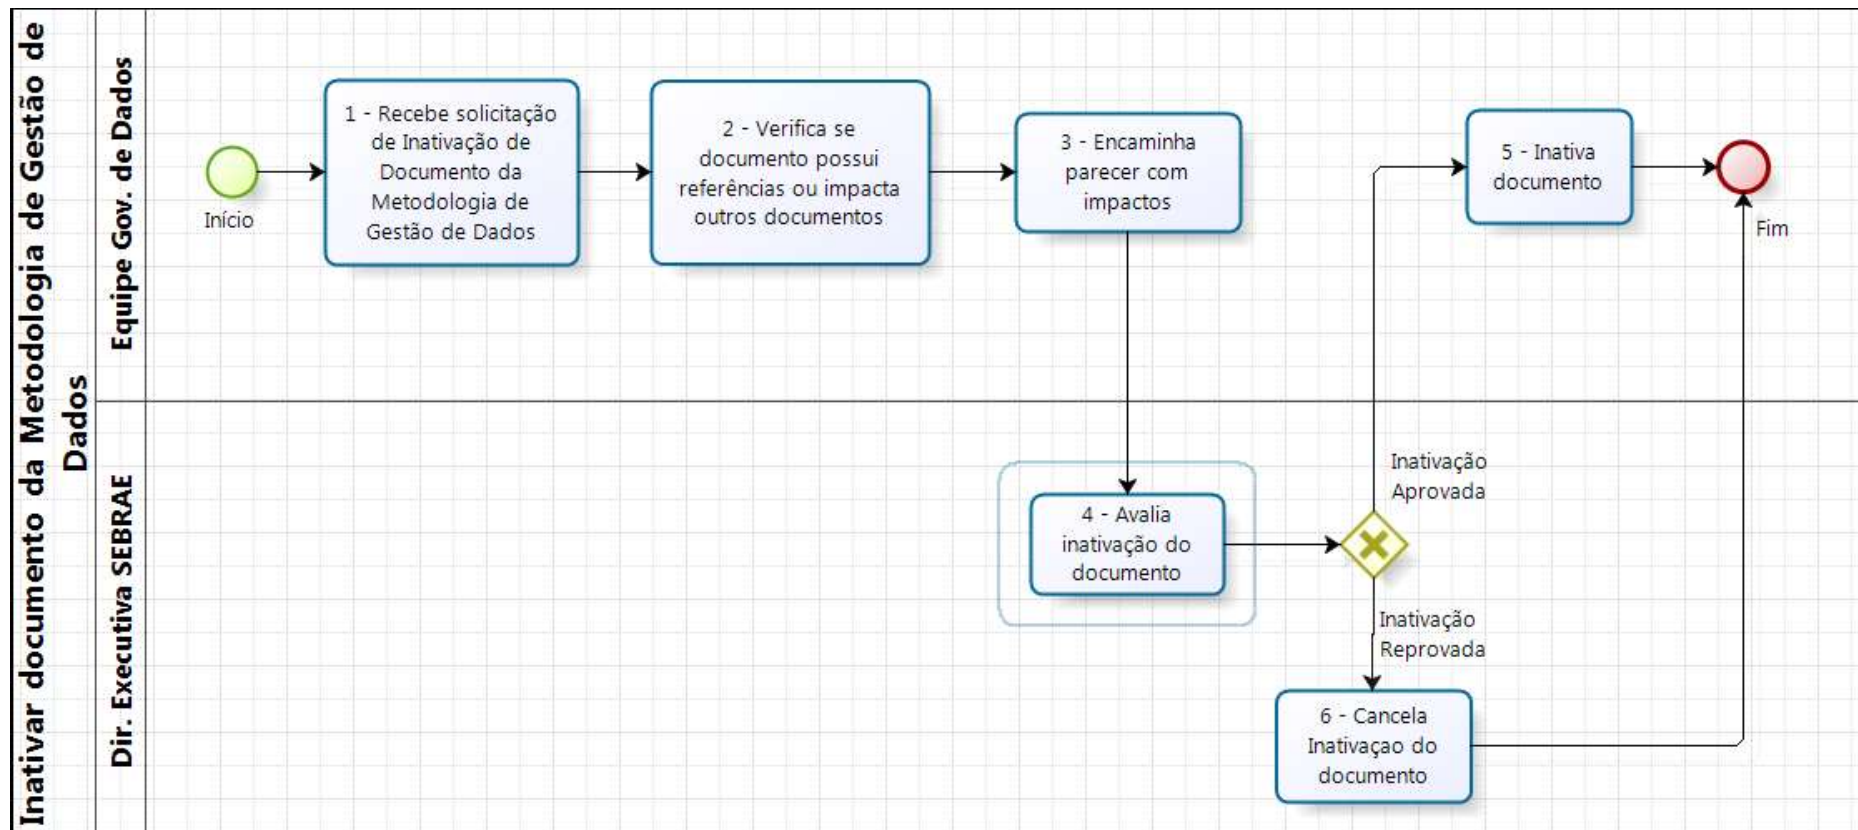 Inativar documento da Metodologia de Gestão de
Dados
Equipe Gov. de Dados
Início
1 - Recebe solicitação
de Inativação de
Documento da
Metodologia de
Gestão de Dados
2 - Verifica se
documento possui
referências ou impacta
outros documentos
3 - Encaminha
parecer com
impactos
5 - Inativa
documento
Fim
Dir. Executiva SEBRAE
4 - Avalia
inativação do
documento
Inativação
Aprovada
Inativação
Reprovada
6 - Cancela
Inativaçao do
documento